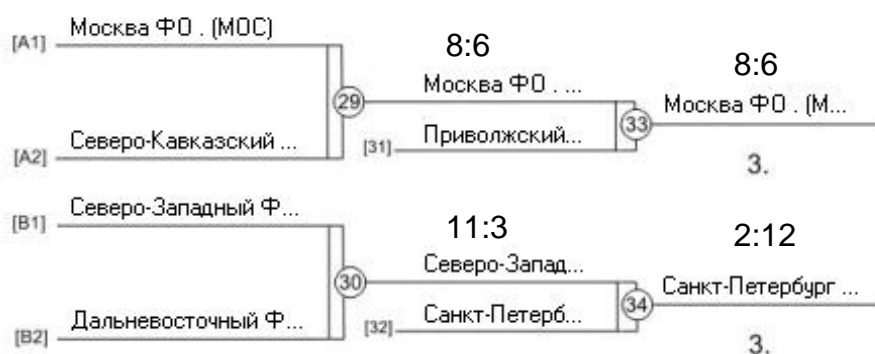 [A1] Москва ФО . (МОС)
8:6
8:6
29
Москва ФО . ...
33
Москва ФО . (М...
[A2] Северо-Кавказский ...
[31] Приволжский...
3.
[B1] Северо-Западный Ф...
11:3
2:12
30
Северо-Запад...
34
Санкт-Петербург ...
[B2] Дальневосточный Ф...
[32] Санкт-Петерб...
3.